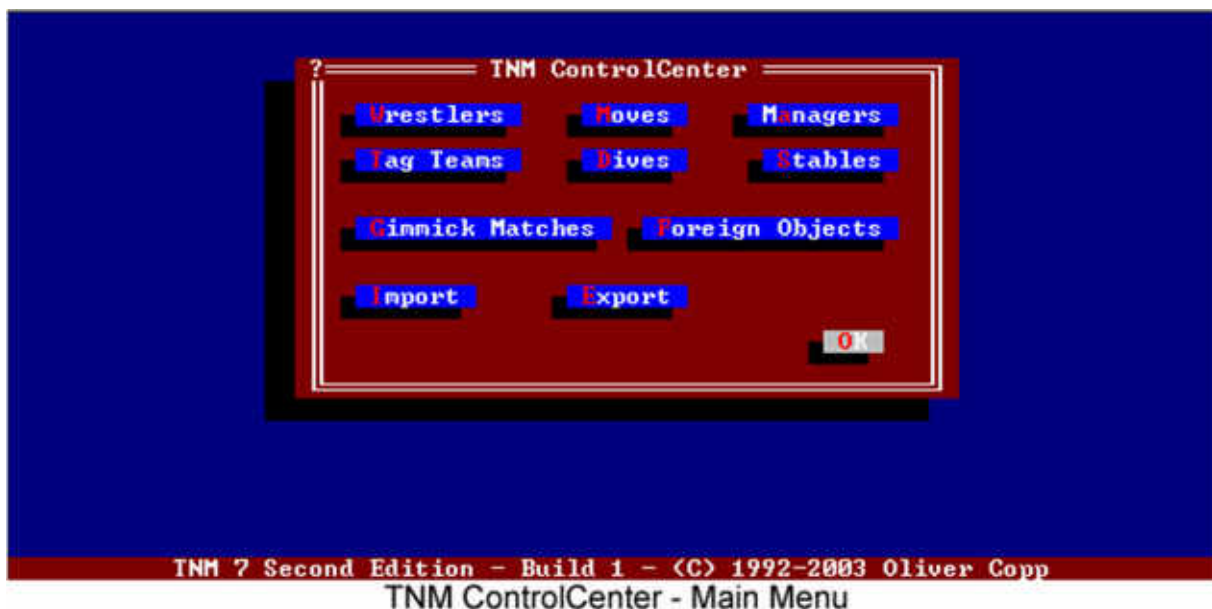 ? TNM ControlCenter
Wrestlers Moves Managers
Tag Teams Dives Stables
Gimmick Matches Foreign Objects
Import Export
OK
TNM 7 Second Edition - Build 1 - (C) 1992-2003 Oliver Copp
TNM ControlCenter - Main Menu